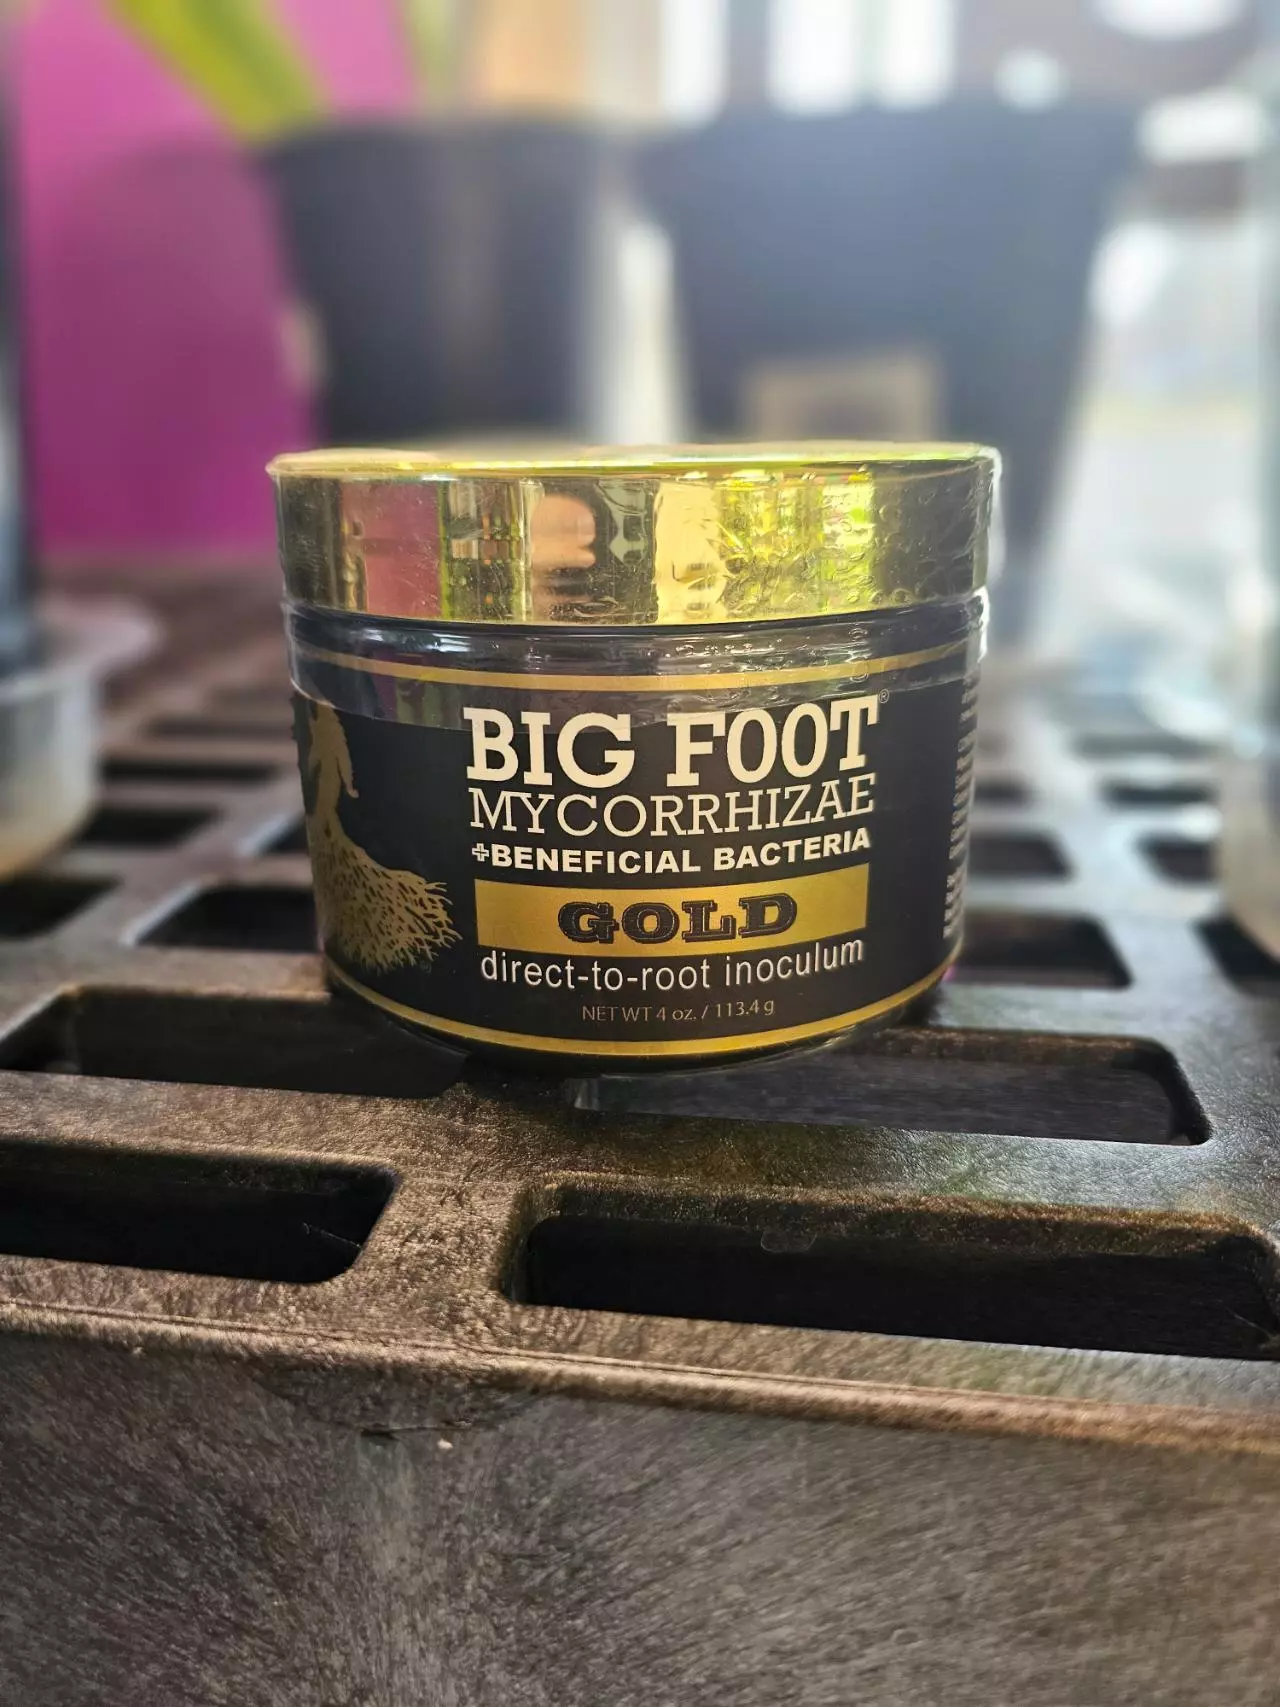 BIG FOOT®
MYCORRHIZAE
+BENEFICIAL BACTERIA
GOLD
direct-to-root inoculum
NET WT 4 oz. / 113.4 g